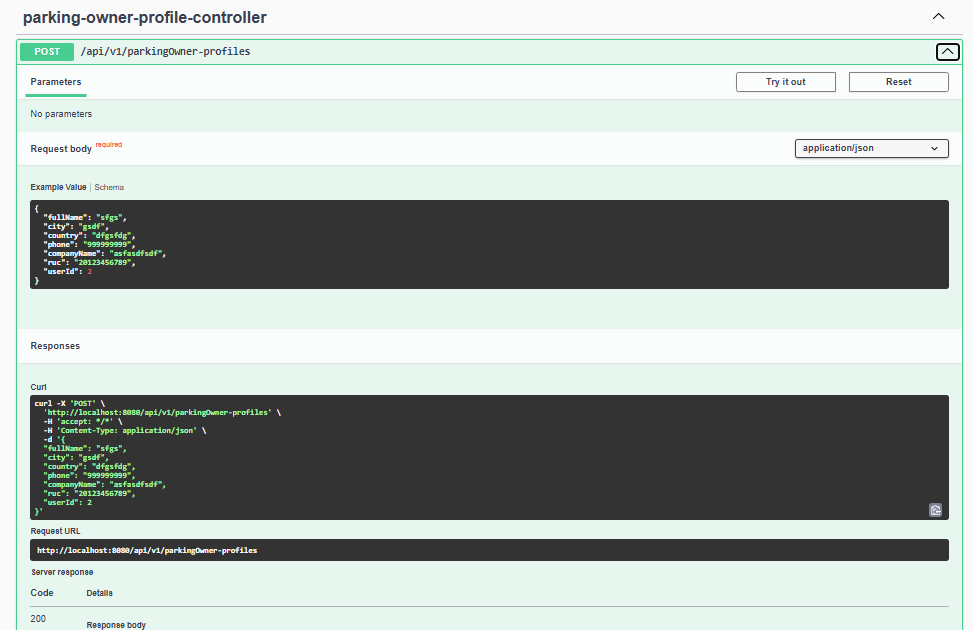 parking-owner-profile-controller
POST /api/v1/parkingOwner-profiles
Parameters
Try it out
Reset
No parameters
Request body required
application/json
Example Value | Schema
{
"fullName": "sfgs",
"city": "gsdf",
"country": "dfgsfdg",
"phone": "999999999",
"companyName": "asfasdfsdf",
"ruc": "20123456789",
"userId": 2
}
Responses
Curl
curl -X 'POST' \
'http://localhost:8080/api/v1/parkingOwner-profiles' \
-H 'accept: */*' \
-H 'Content-Type: application/json' \
-d '{
"fullName": "sfgs",
"city": "gsdf",
"country": "dfgsfdg",
"phone": "999999999",
"companyName": "asfasdfsdf",
"ruc": "20123456789",
"userId": 2
}'
Request URL
http://localhost:8080/api/v1/parkingOwner-profiles
Server response
Code Details
200
Response body